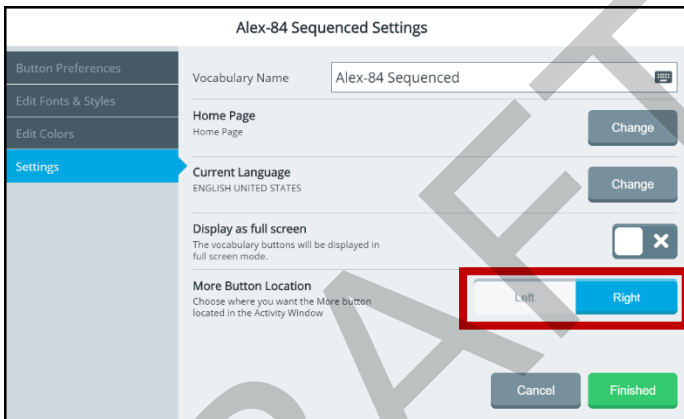 Alex-84 Sequenced Settings
Button Preferences
Edit Fonts & Styles
Edit Colors
Settings
Vocabulary Name
Alex-84 Sequenced
Home Page
Home Page
Change
Current Language
ENGLISH UNITED STATES
Change
Display as full screen
The vocabulary buttons will be displayed in
full screen mode.
More Button Location
Choose where you want the More button
located in the Activity Window
Left
Right
Cancel
Finished